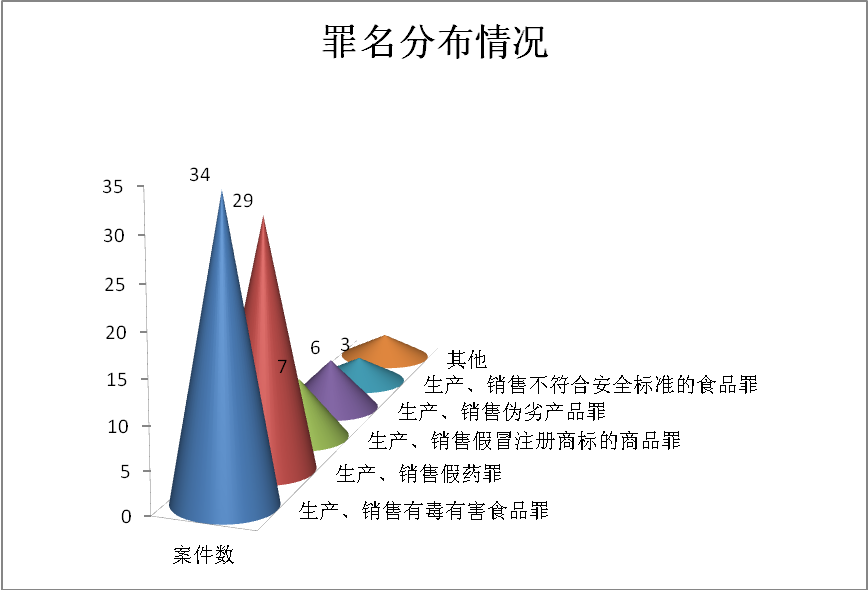 罪名分布情况
34
29
35
30
25
20
15
10
5
0
7
6
3
其他
生产、销售不符合安全标准的食品罪
生产、销售伪劣产品罪
生产、销售假冒注册商标的商品罪
生产、销售假药罪
生产、销售有毒有害食品罪
案件数